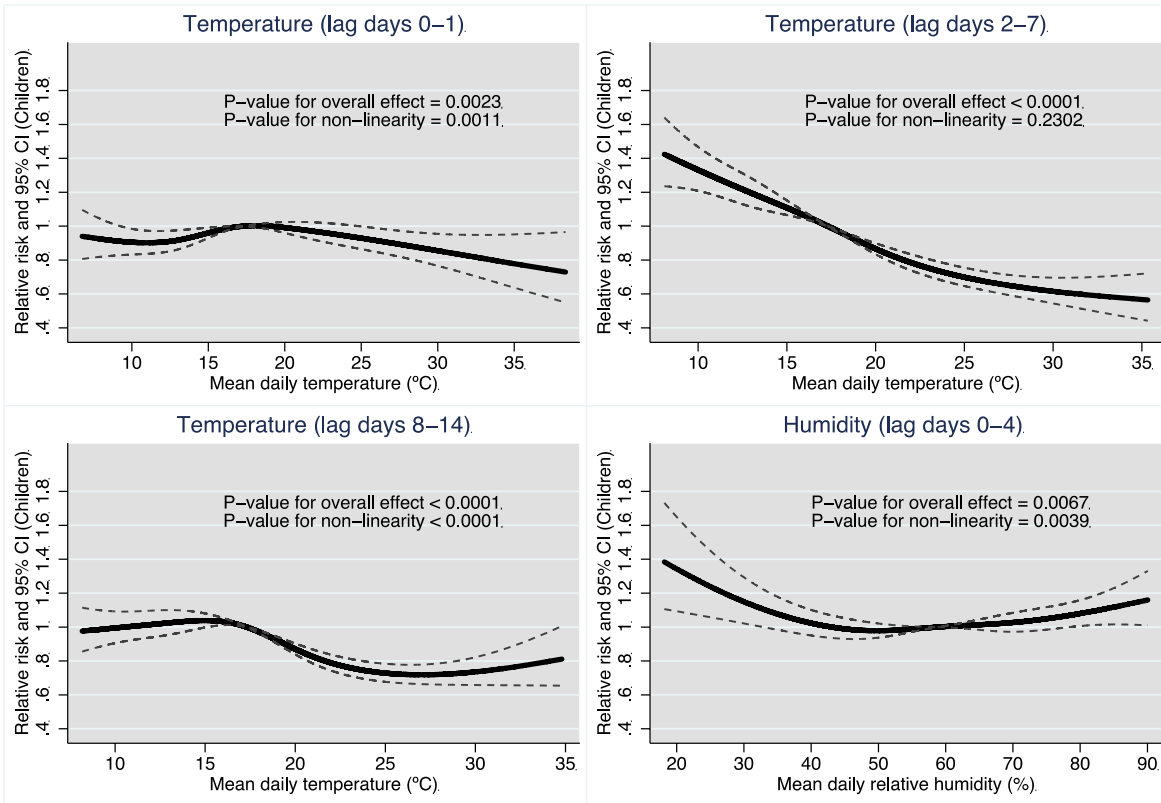 Temperature (lag days 0−1).
Relative risk and 95% CI (Children).
.4. .6. .8. 1. 1.2. 1.4. 1.6. 1.8.
P−value for overall effect = 0.0023.
P−value for non−linearity = 0.0011.
10 15 20 25 30 35.
Mean daily temperature (ºC).
Temperature (lag days 2−7).
Relative risk and 95% CI (Children).
.4. .6. .8. 1. 1.2. 1.4. 1.6. 1.8.
P−value for overall effect < 0.0001.
P−value for non−linearity = 0.2302.
10 15 20 25 30 35.
Mean daily temperature (ºC).
Temperature (lag days 8−14).
Relative risk and 95% CI (Children).
.4. .6. .8. 1. 1.2. 1.4. 1.6. 1.8.
P−value for overall effect < 0.0001.
P−value for non−linearity < 0.0001.
10 15 20 25 30 35.
Mean daily temperature (ºC).
Humidity (lag days 0−4).
Relative risk and 95% CI (Children).
.4. .6. .8. 1. 1.2. 1.4. 1.6. 1.8.
P−value for overall effect = 0.0067.
P−value for non−linearity = 0.0039.
20 30 40 50 60 70 80 90.
Mean daily relative humidity (%).